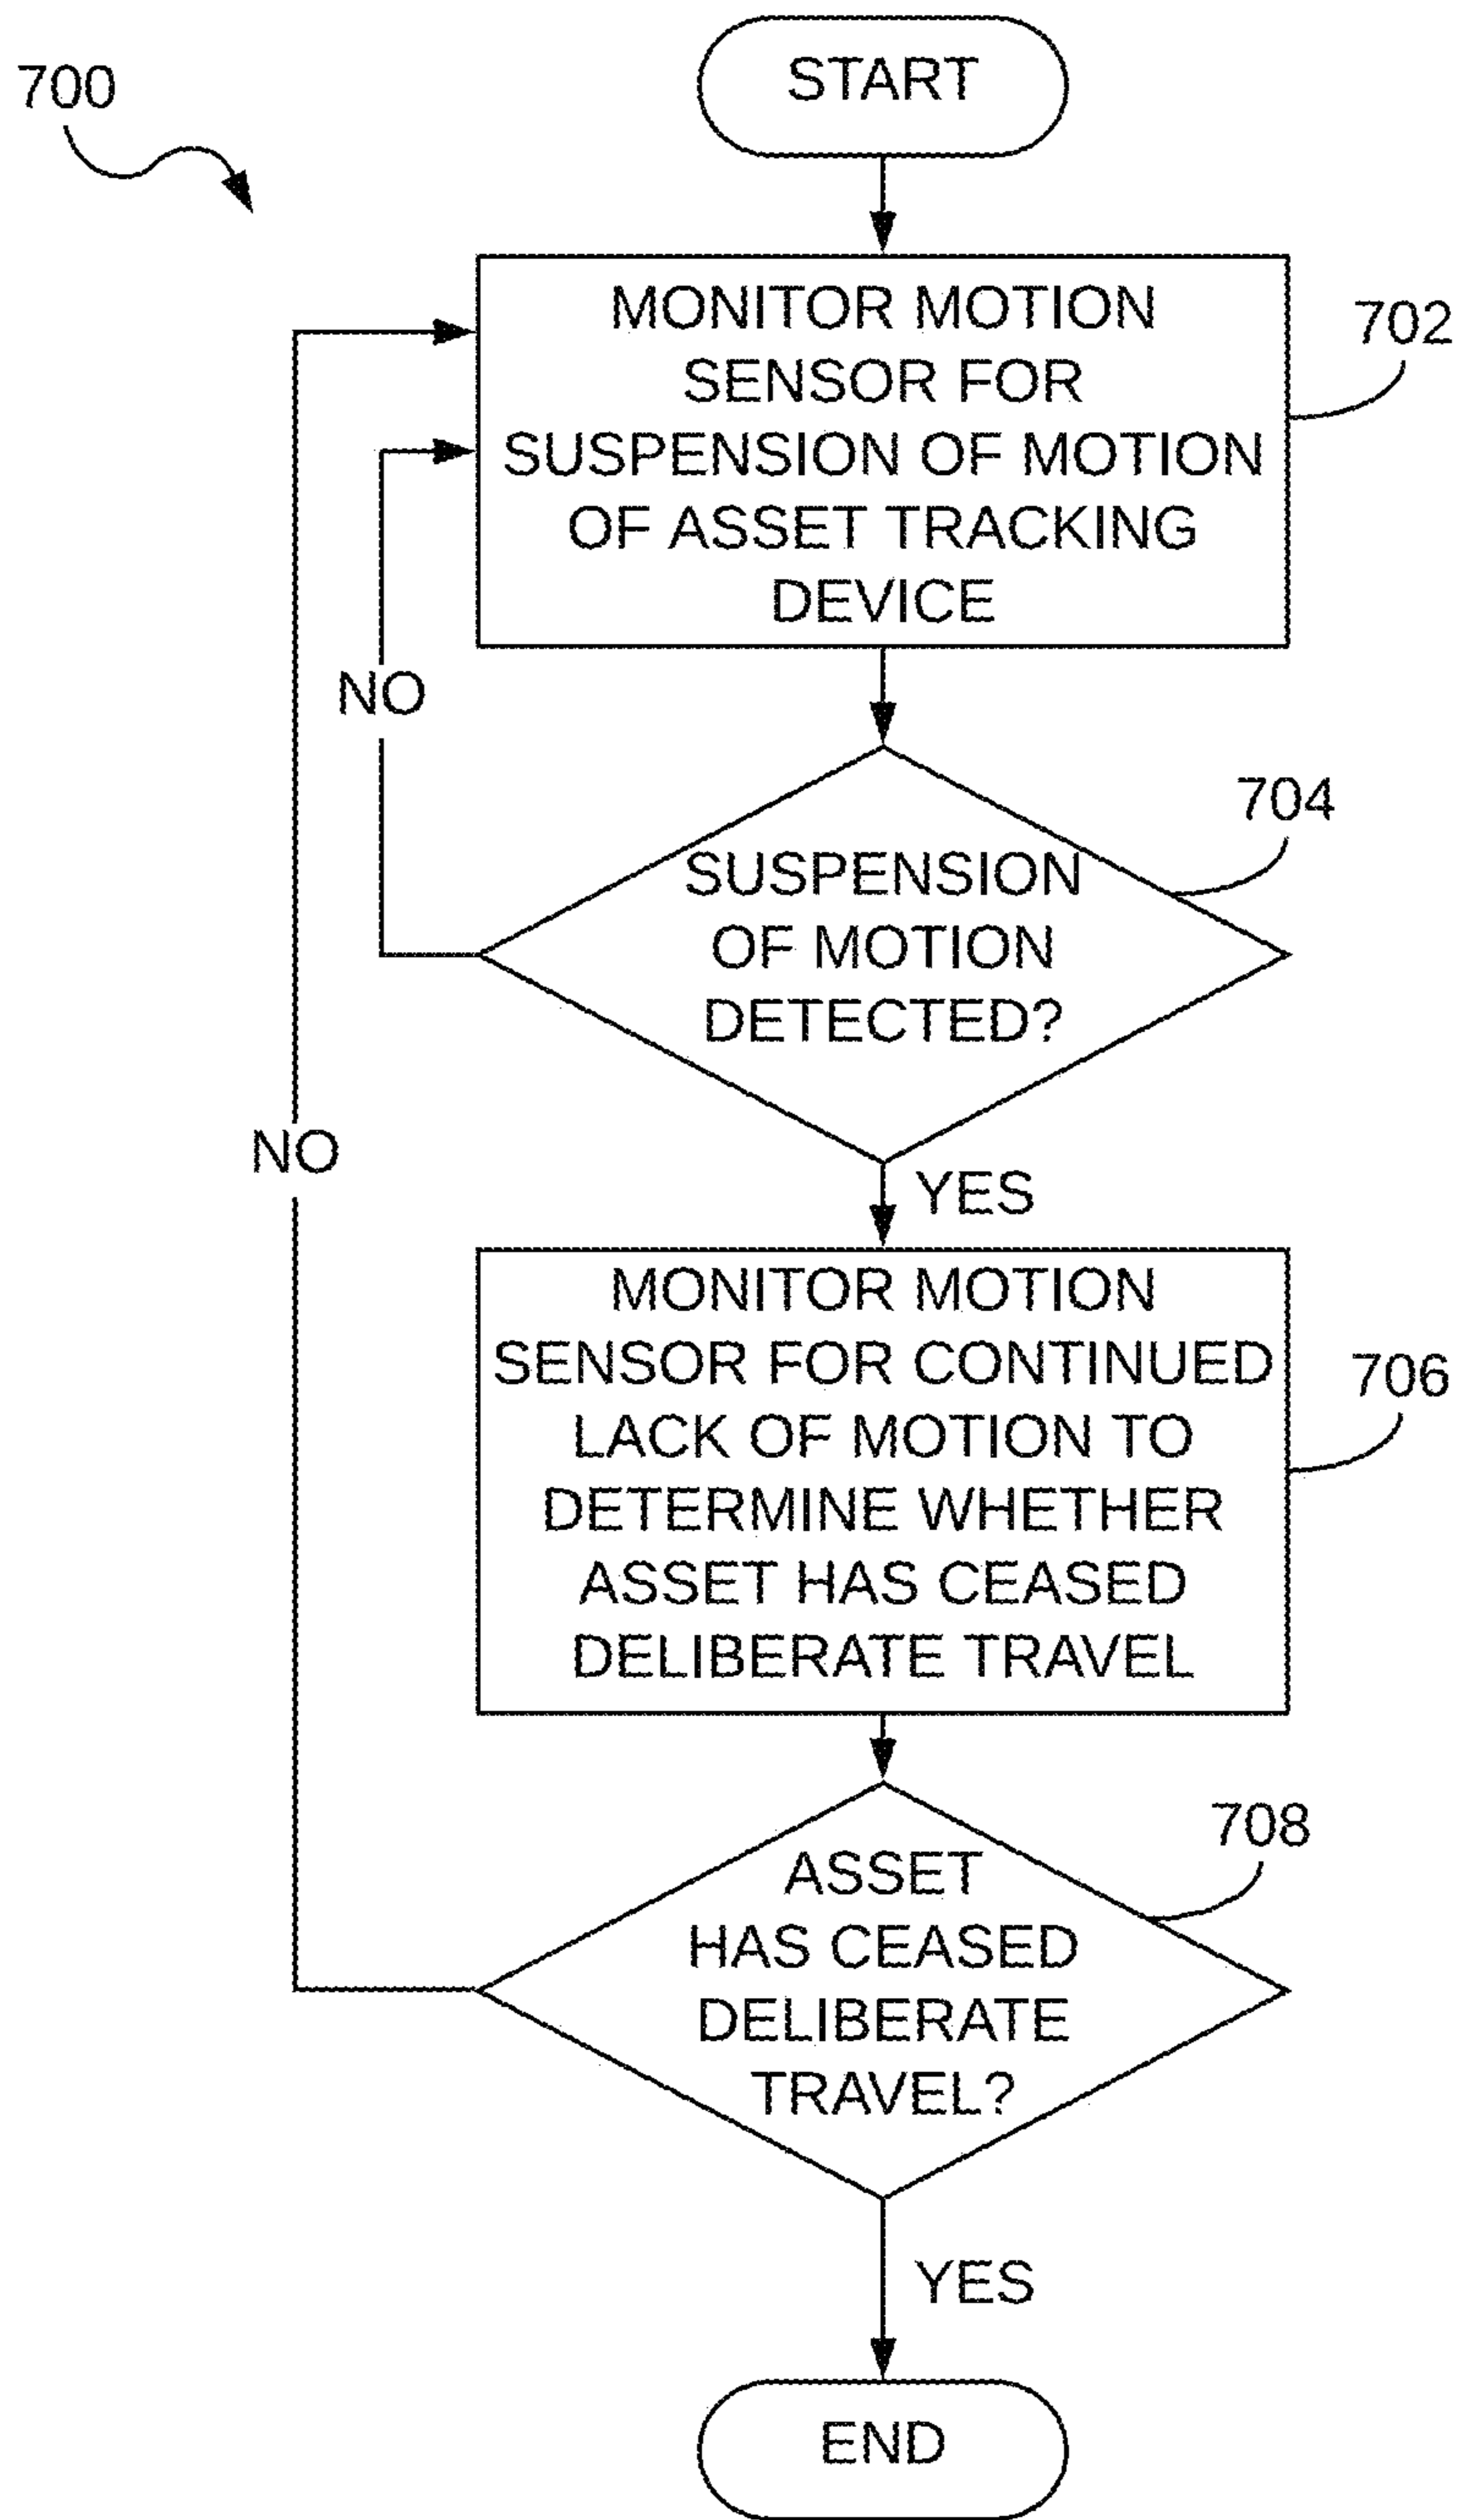 700
START
MONITOR MOTION
SENSOR FOR
SUSPENSION OF MOTION
OF ASSET TRACKING
DEVICE
702
NO
704
SUSPENSION
OF MOTION
DETECTED?
NO
YES
MONITOR MOTION
SENSOR FOR CONTINUED
LACK OF MOTION TO
DETERMINE WHETHER
ASSET HAS CEASED
DELIBERATE TRAVEL
706
708
ASSET
HAS CEASED
DELIBERATE
TRAVEL?
YES
END